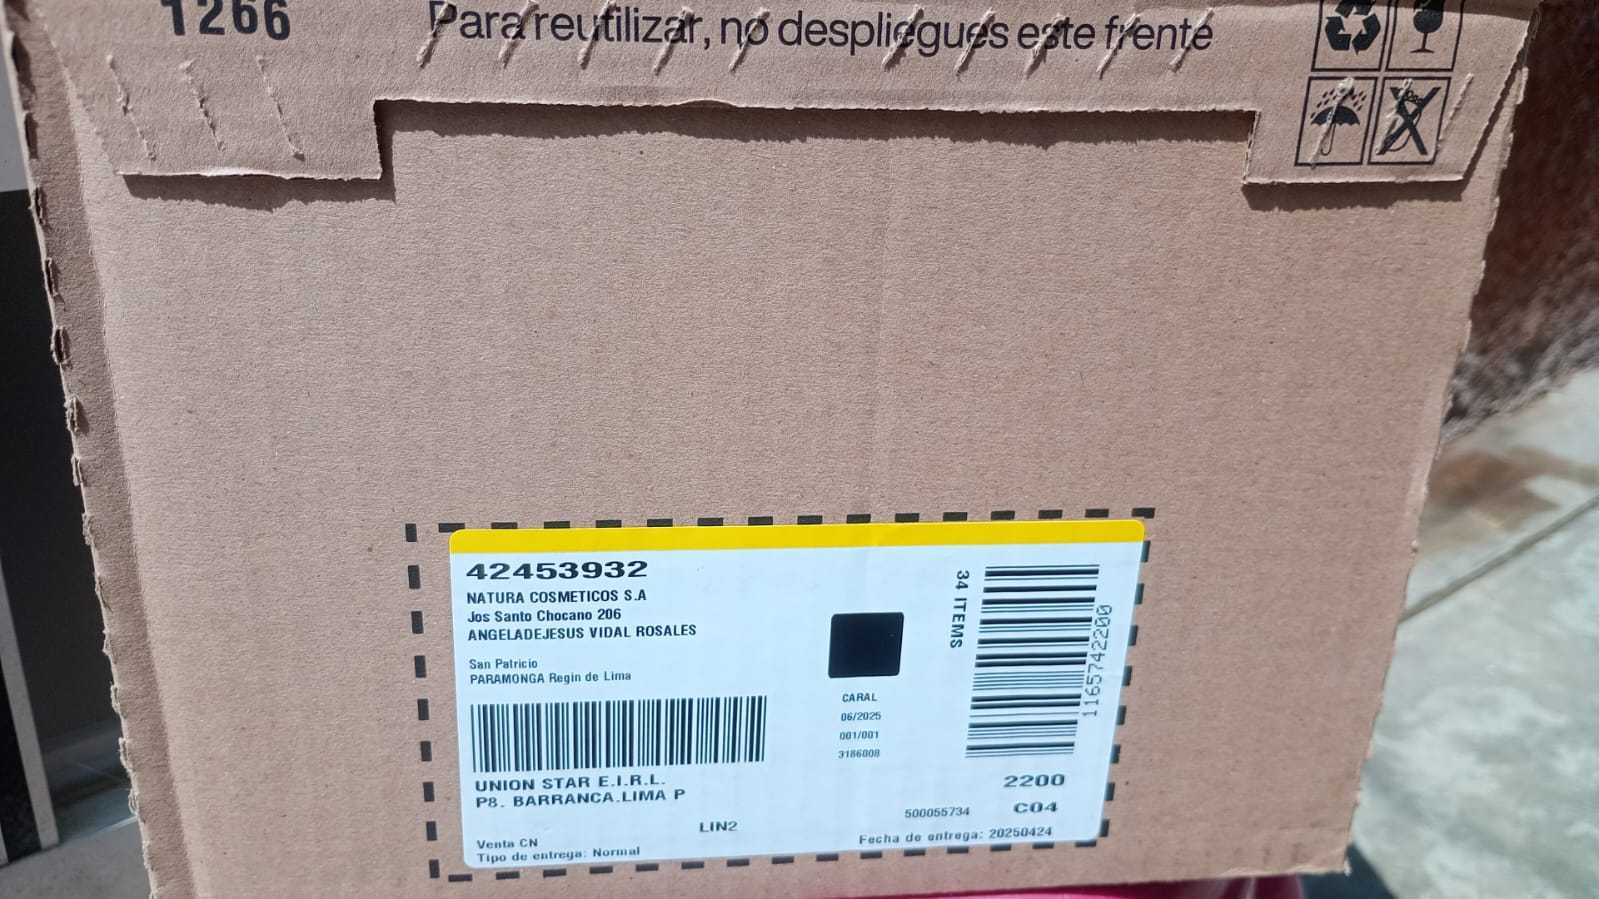 1266
Para reutilizar, no despliegues este frente
42453932
NATURA COSMETICOS S.A
Jos Santo Chocano 206
ANGELADEJESUS VIDAL ROSALES
San Patricio
PARAMONGA Regin de Lima
UNION STAR E.I.R.L.
P8. BARRANCA.LIMA P
LIN2
Venta CN
Tipo de entrega: Normal
CARAL
06/2025
001/001
3186008
34 ITEMS
1165742200
2200
500055734 C04
Fecha de entrega: 20250424